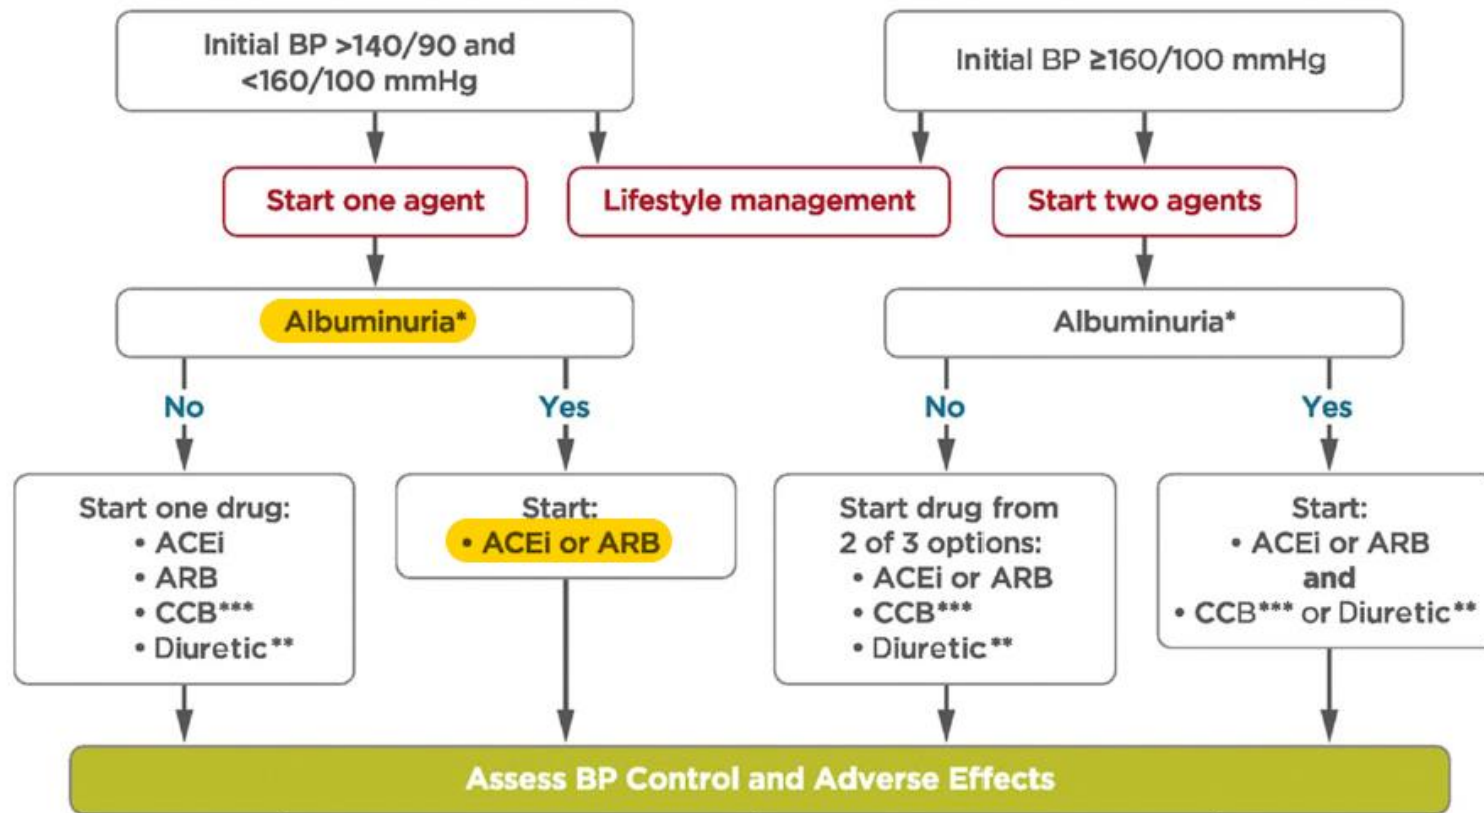 Initial BP >140/90 and
<160/100 mmHg
Initial BP ≥160/100 mmHg
Start one agent
Lifestyle management
Start two agents
Albuminuria*
Albuminuria*
No
Yes
No
Yes
Start one drug:
• ACEi
• ARB
• CCB***
• Diuretic**
Start:
• ACEi or ARB
Start drug from
2 of 3 options:
• ACEi or ARB
• CCB***
• Diuretic**
Start:
• ACEi or ARB
and
• CCB*** or Diuretic**
Assess BP Control and Adverse Effects